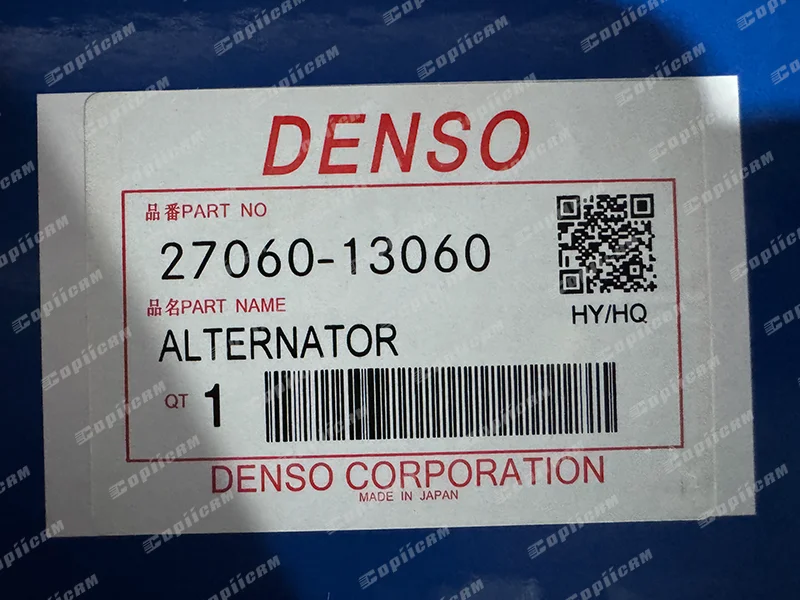 DENSO
品番PART NO
27060-13060
HY/HQ
品名PART NAME
ALTERNATOR
QT 1
DENSO CORPORATION
MADE IN JAPAN
Copiicam